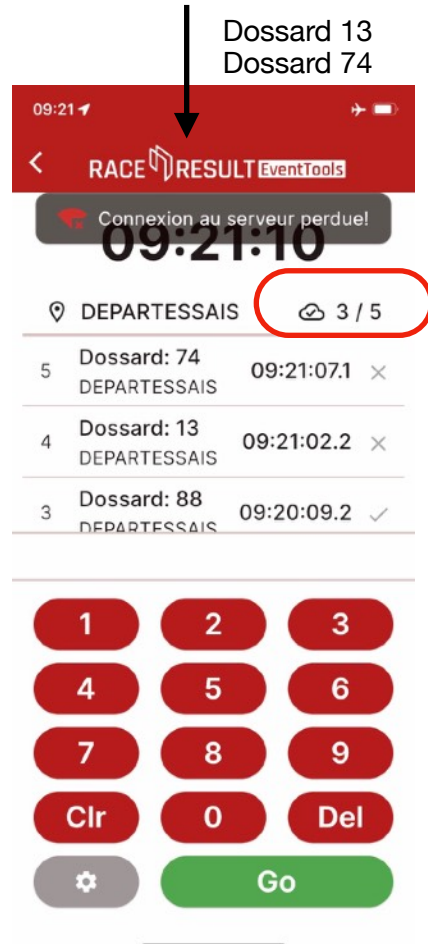 Dossard 13
Dossard 74
09:21
RACE RESULT EventTools
Connexion au serveur perdue!
09:21:10
DEPARTESSAIS 3 / 5
5 Dossard: 74 09:21:07.1
DEPARTESSAIS
4 Dossard: 13 09:21:02.2
DEPARTESSAIS
3 Dossard: 88 09:20:09.2
DEPARTESSAIS
1 2 3
4 5 6
7 8 9
Clr 0 Del
Go